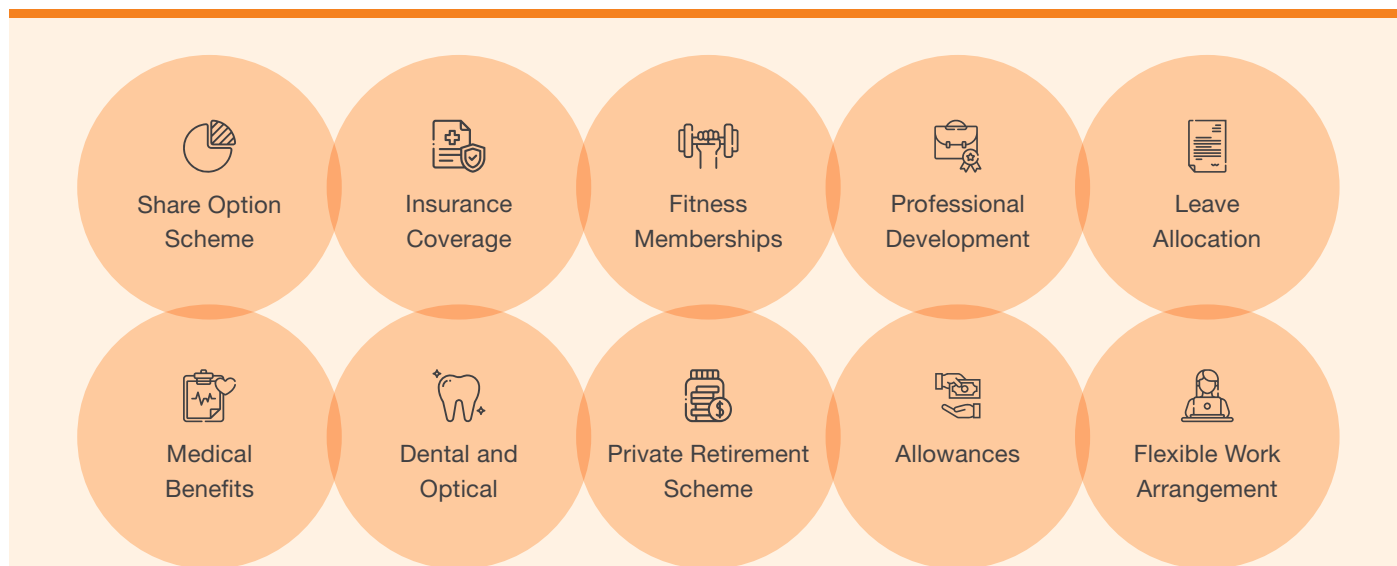 Share Option
Scheme
Insurance
Coverage
Fitness
Memberships
Professional
Development
Leave
Allocation
Medical
Benefits
Dental and
Optical
Private Retirement
Scheme
Allowances
Flexible Work
Arrangement